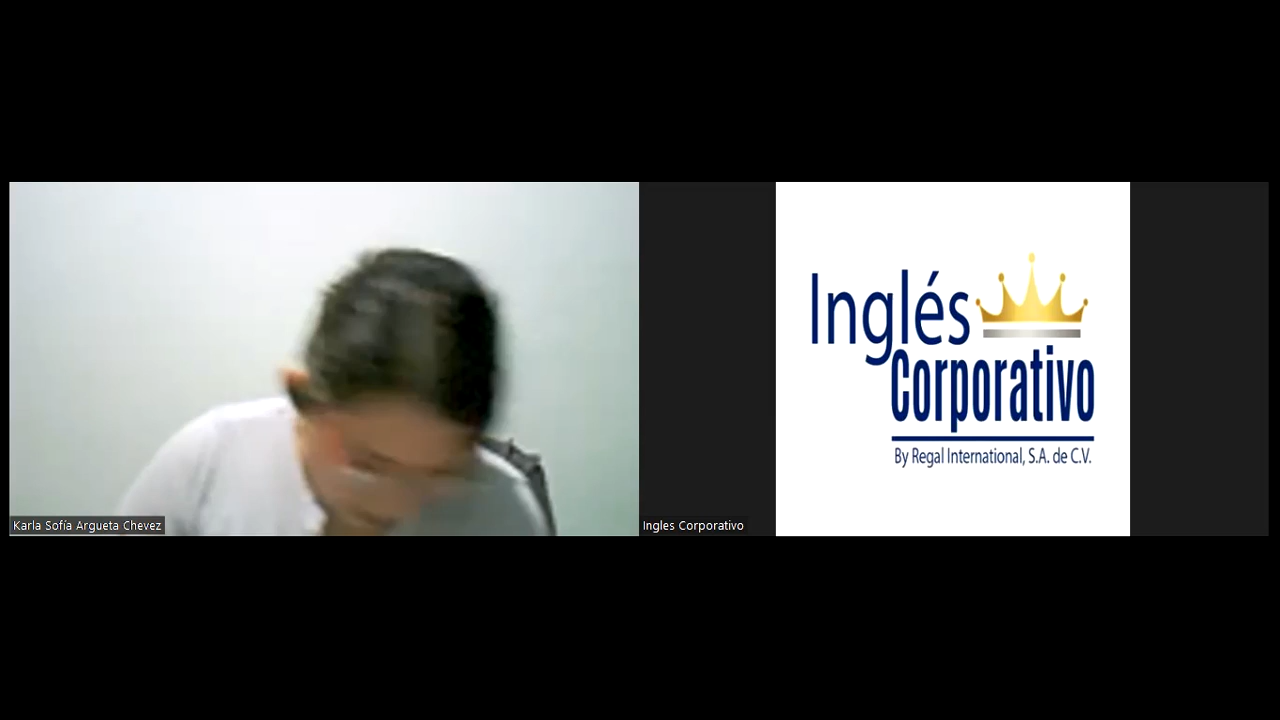 Inglés
Corporativo
By Regal International, S.A. de C.V.
Karla Sofía Argueta Chevez
Ingles Corporativo